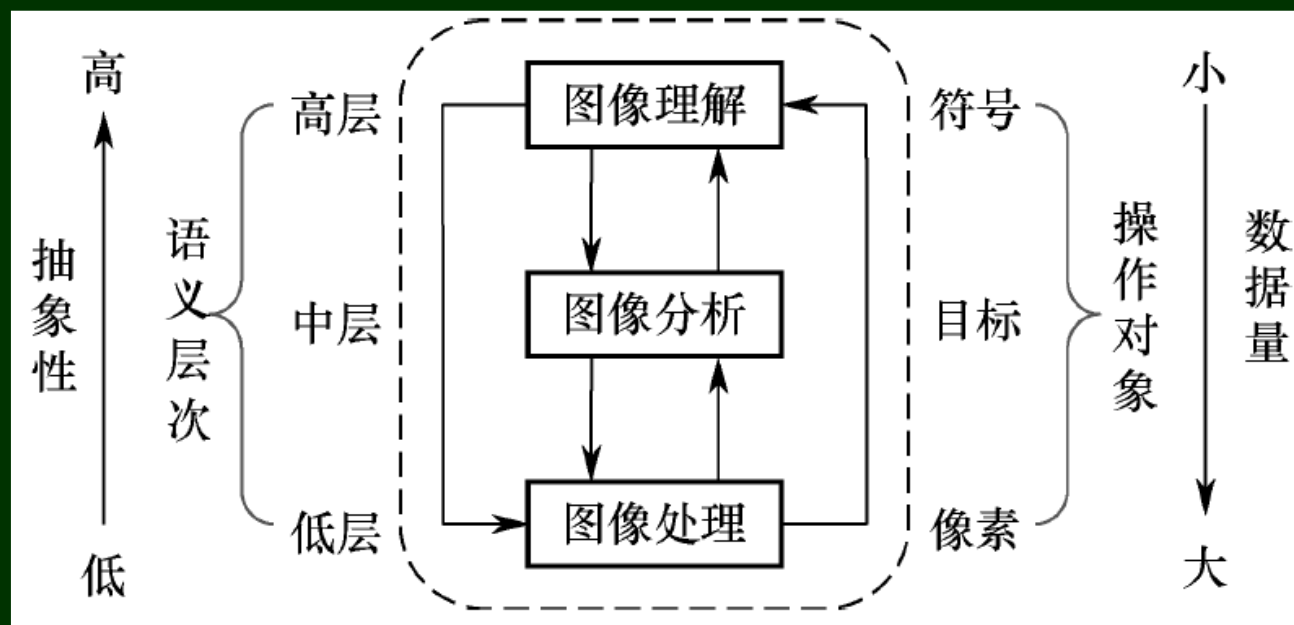 高
小
高层
图像理解
符号
抽象性
语义层次
中层
图像分析
目标
操作对象
数据量
低层
图像处理
像素
低
大